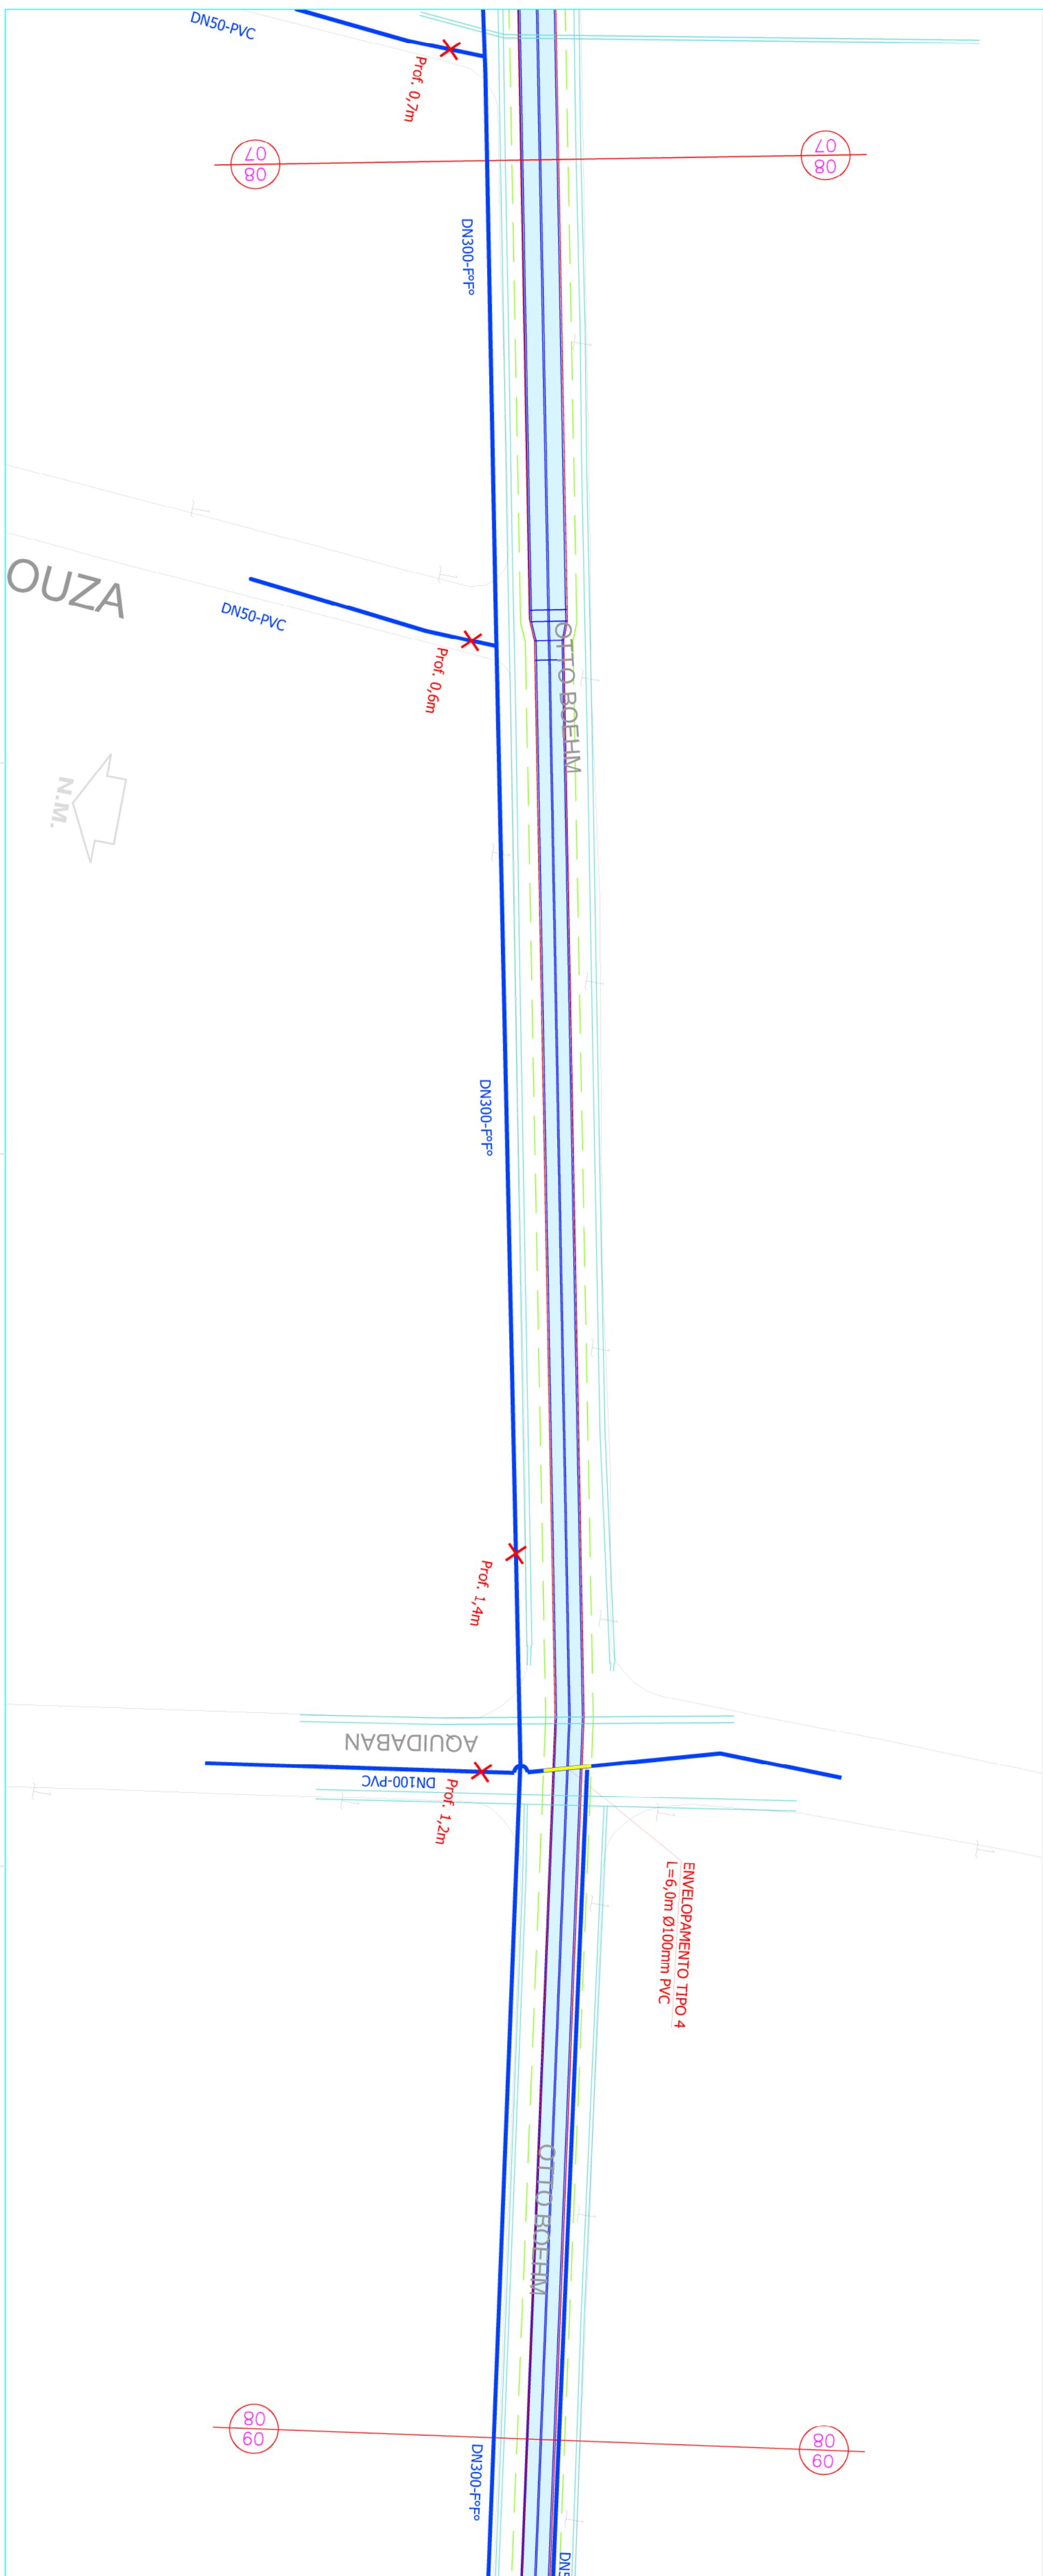 DN50-PVC
Prof. 0,7m
07
08
07
08
DN300-FºFº
OUZA
DN50-PVC
Prof. 0,6m
OTTO BOEHM
N.M.
DN300-FºFº
Prof. 1,4m
AQUIDABAN
DN100-PVC
Prof. 1,2m
ENVELOPAMENTO TIPO 4
L=6,0m Ø100mm PVC
OTTO BOEHM
08
09
08
09
DN300-FºFº